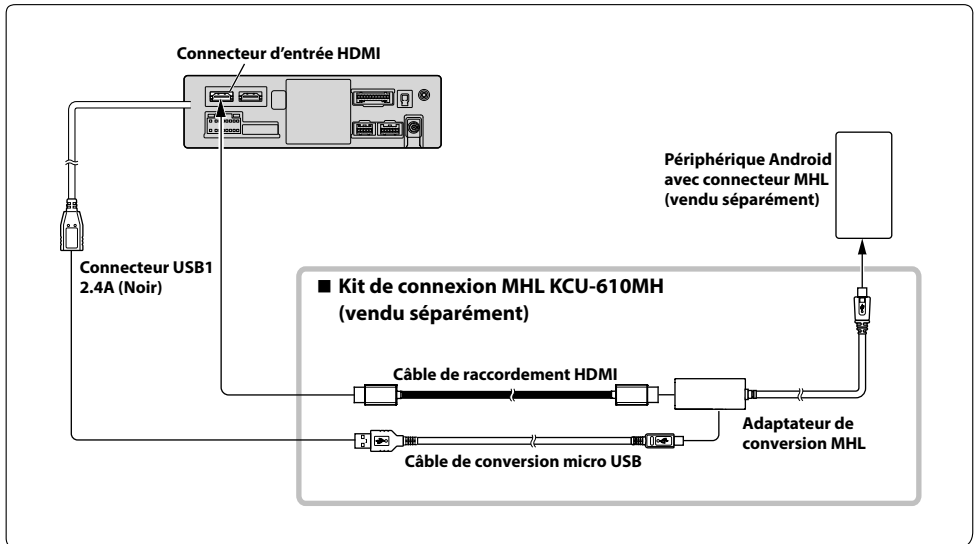 Connecteur d'entrée HDMI
Périphérique Android
avec connecteur MHL
(vendu séparément)
Connecteur USB1
2.4A (Noir)
■ Kit de connexion MHL KCU-610MH
(vendu séparément)
Câble de raccordement HDMI
Adaptateur de
conversion MHL
Câble de conversion micro USB